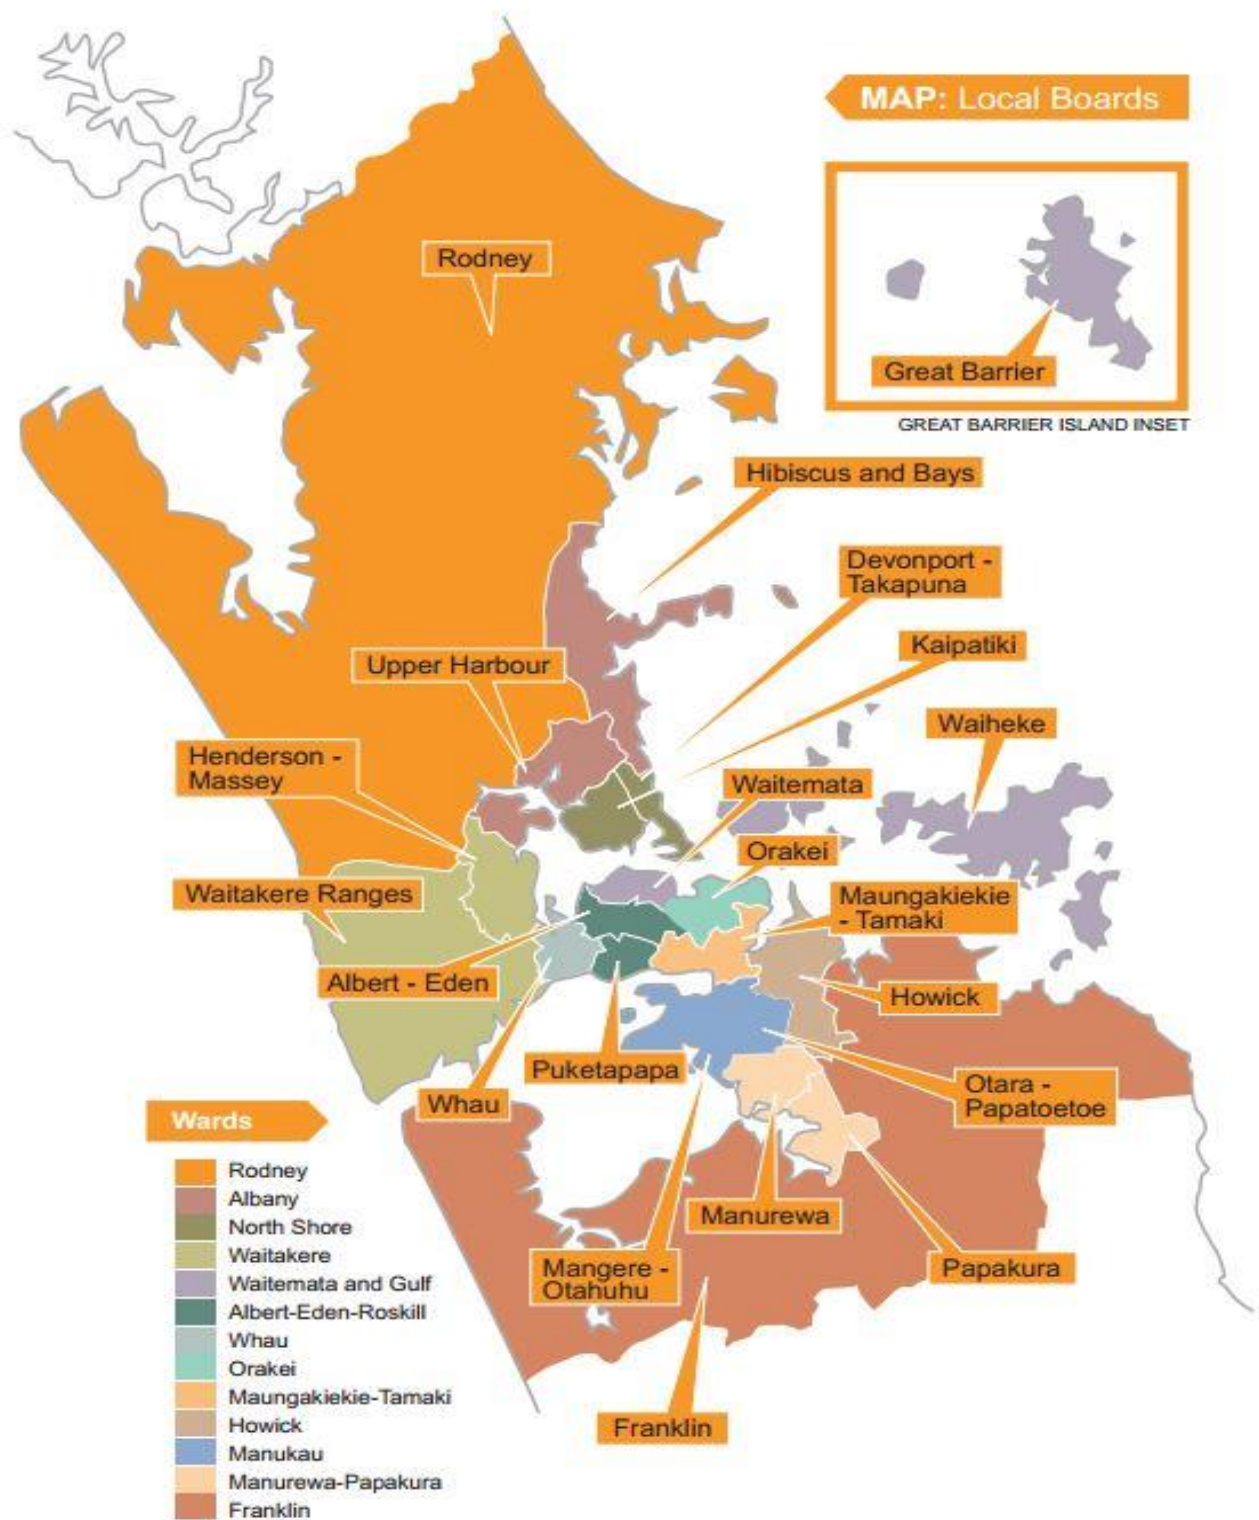 MAP: Local Boards
Rodney
Great Barrier
GREAT BARRIER ISLAND INSET
Hibiscus and Bays
Devonport -
Takapuna
Kaipatiki
Upper Harbour
Waiheke
Henderson -
Massey
Waitemata
Orakei
Waitakere Ranges
Maungakiekie
- Tamaki
Albert - Eden
Howick
Puketapapa
Otara -
Papatoetoe
Whau
Manurewa
Mangere -
Otahuhu
Papakura
Franklin
Wards
Rodney
Albany
North Shore
Waitakere
Waitemata and Gulf
Albert-Eden-Roskill
Whau
Orakei
Maungakiekie-Tamaki
Howick
Manukau
Manurewa-Papakura
Franklin